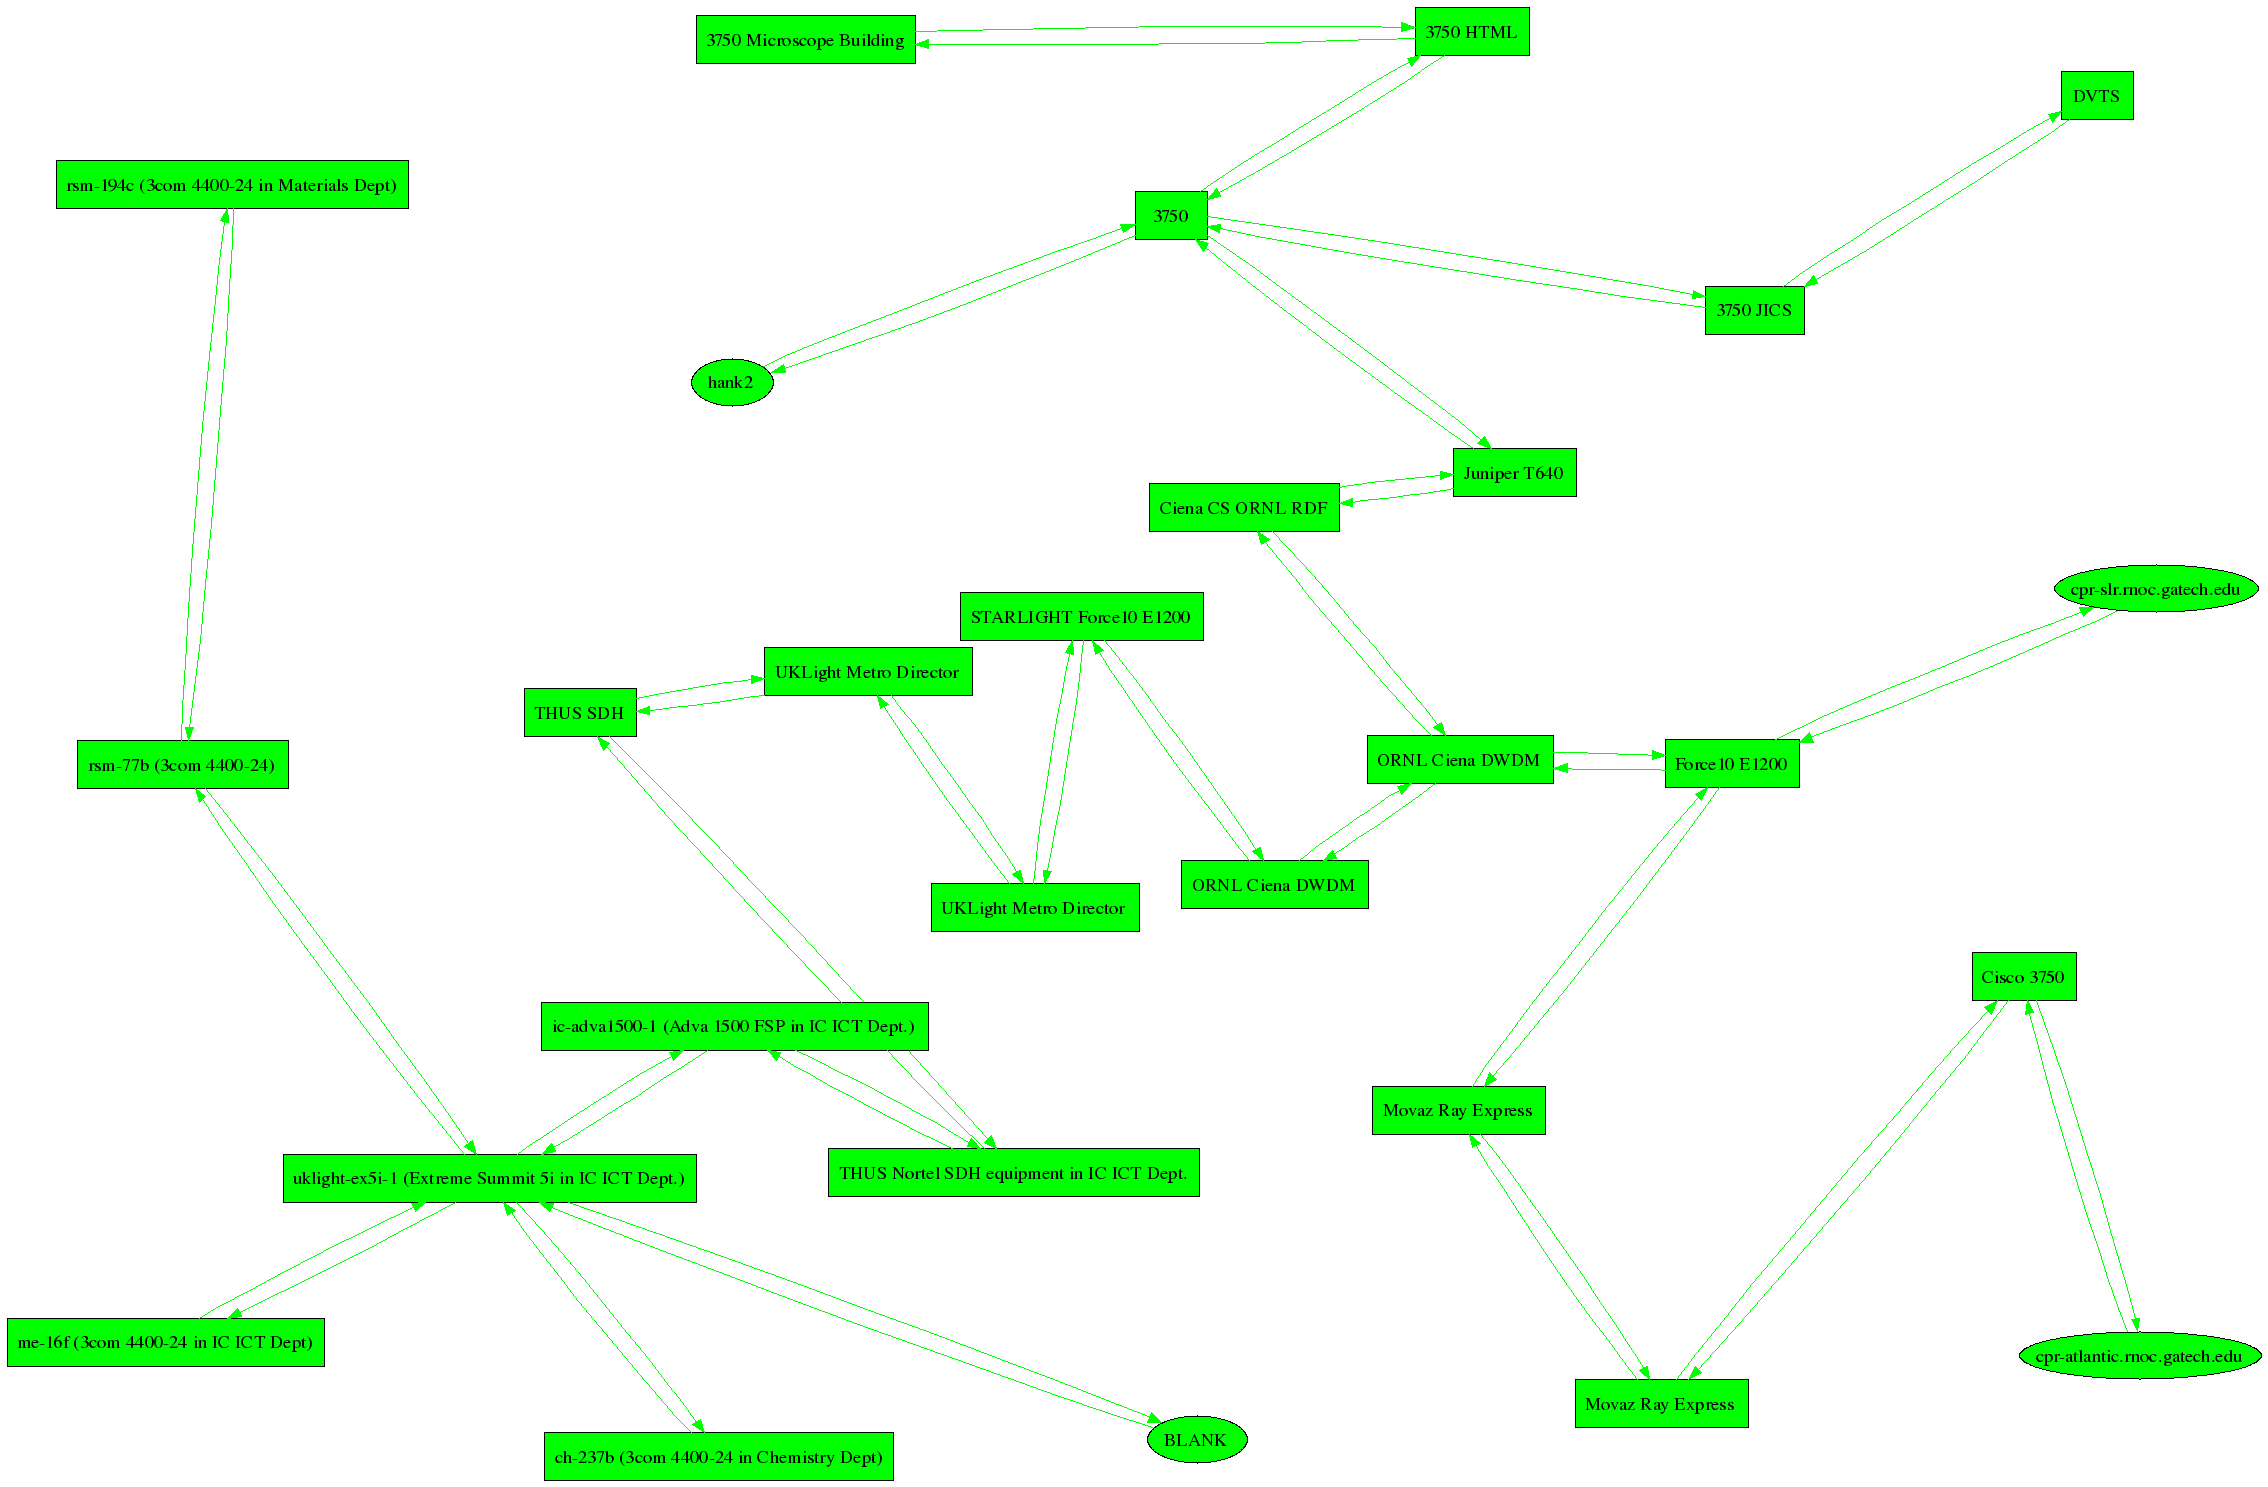 3750 Microscope Building
3750 HTML
DVTS
rsm-194c (3com 4400-24 in Materials Dept)
3750
3750 JICS
hank2
Juniper T640
Ciena CS ORNL RDF
cpr-slr.rnoc.gatech.edu
STARLIGHT Force10 E1200
UKLight Metro Director
THUS SDH
rsm-77b (3com 4400-24)
ORNL Ciena DWDM
Force10 E1200
ORNL Ciena DWDM
UKLight Metro Director
Cisco 3750
ic-adva1500-1 (Adva 1500 FSP in IC ICT Dept.)
Movaz Ray Express
uklight-ex5i-1 (Extreme Summit 5i in IC ICT Dept.)
THUS Nortel SDH equipment in IC ICT Dept.
me-16f (3com 4400-24 in IC ICT Dept)
cpr-atlantic.rnoc.gatech.edu
Movaz Ray Express
BLANK
ch-237b (3com 4400-24 in Chemistry Dept)